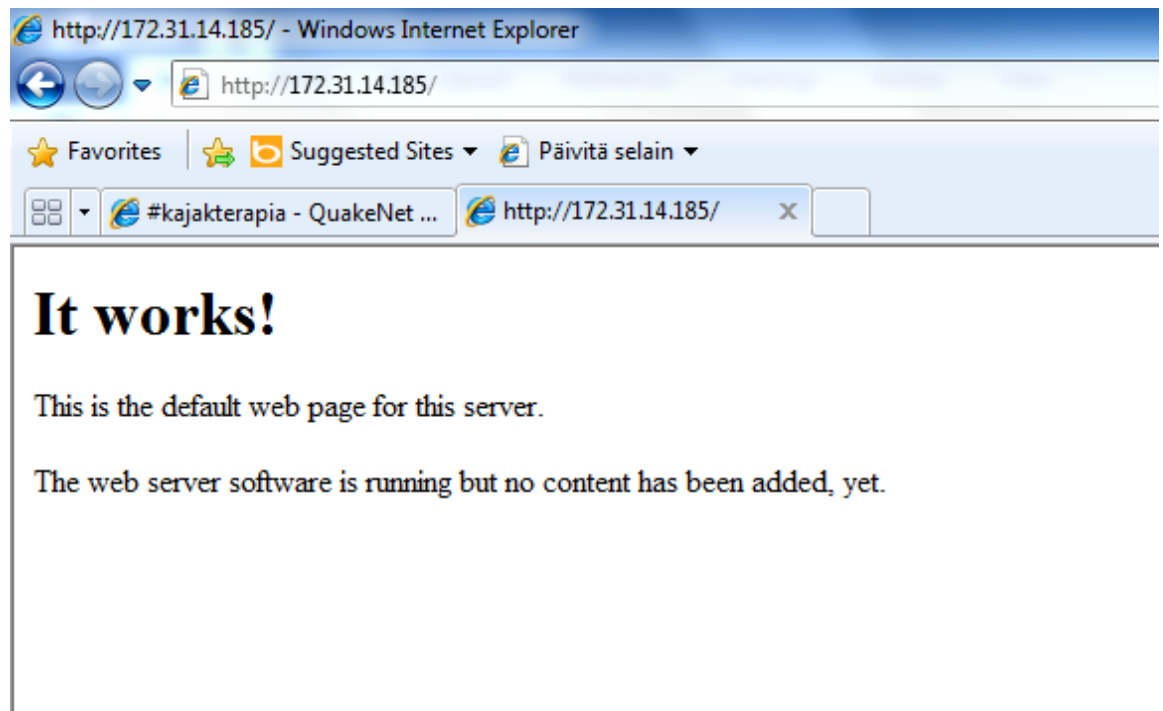 http://172.31.14.185/ - Windows Internet Explorer
http://172.31.14.185/
Favorites Suggested Sites Päivitä selain
#kajakterapia - QuakeNet ... http://172.31.14.185/ x
It works!
This is the default web page for this server.
The web server software is running but no content has been added, yet.